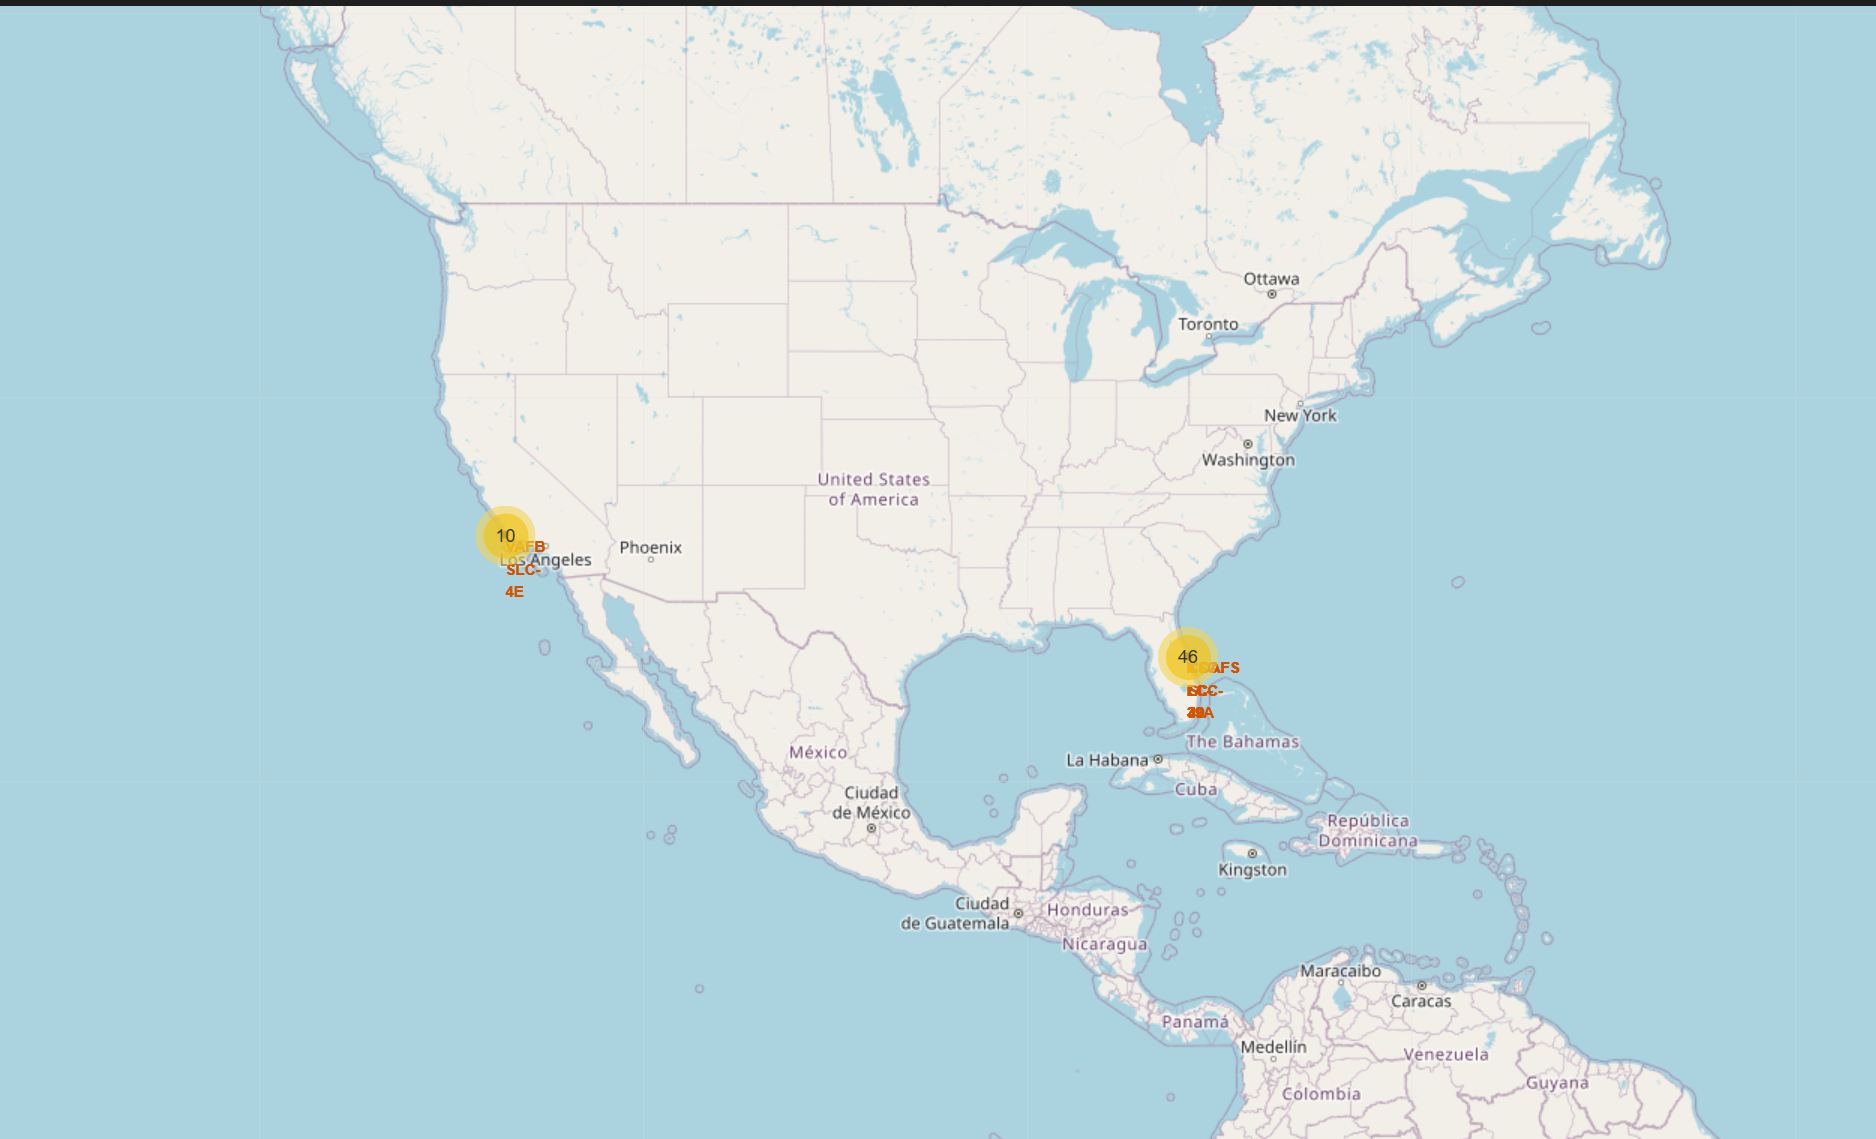 Ottawa
Toronto
New York
Washington
United States
of America
10
VAFB
Los Angeles
SLC-
4E
Phoenix
46
The Bahamas
La Habana
México
Cuba
Ciudad
de México
República
Dominicana
Kingston
Ciudad
de Guatemala
Honduras
Nicaragua
Maracaibo
Caracas
Panamá
Medellín
Venezuela
Guyana
Colombia